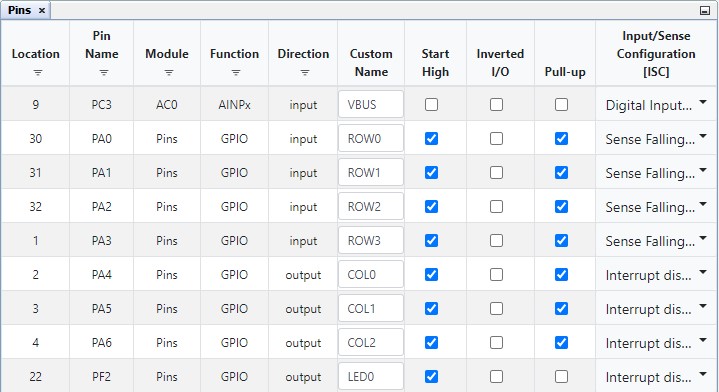 Pins
Location Pin Name Module Function Direction Custom Name Start High Inverted I/O Pull-up Input/Sense Configuration [ISC]
9 PC3 AC0 AINPx input VBUS Digital Input...
30 PA0 Pins GPIO input ROW0 Sense Falling...
31 PA1 Pins GPIO input ROW1 Sense Falling...
32 PA2 Pins GPIO input ROW2 Sense Falling...
1 PA3 Pins GPIO input ROW3 Sense Falling...
2 PA4 Pins GPIO output COL0 Interrupt dis...
3 PA5 Pins GPIO output COL1 Interrupt dis...
4 PA6 Pins GPIO output COL2 Interrupt dis...
22 PF2 Pins GPIO output LED0 Interrupt dis...